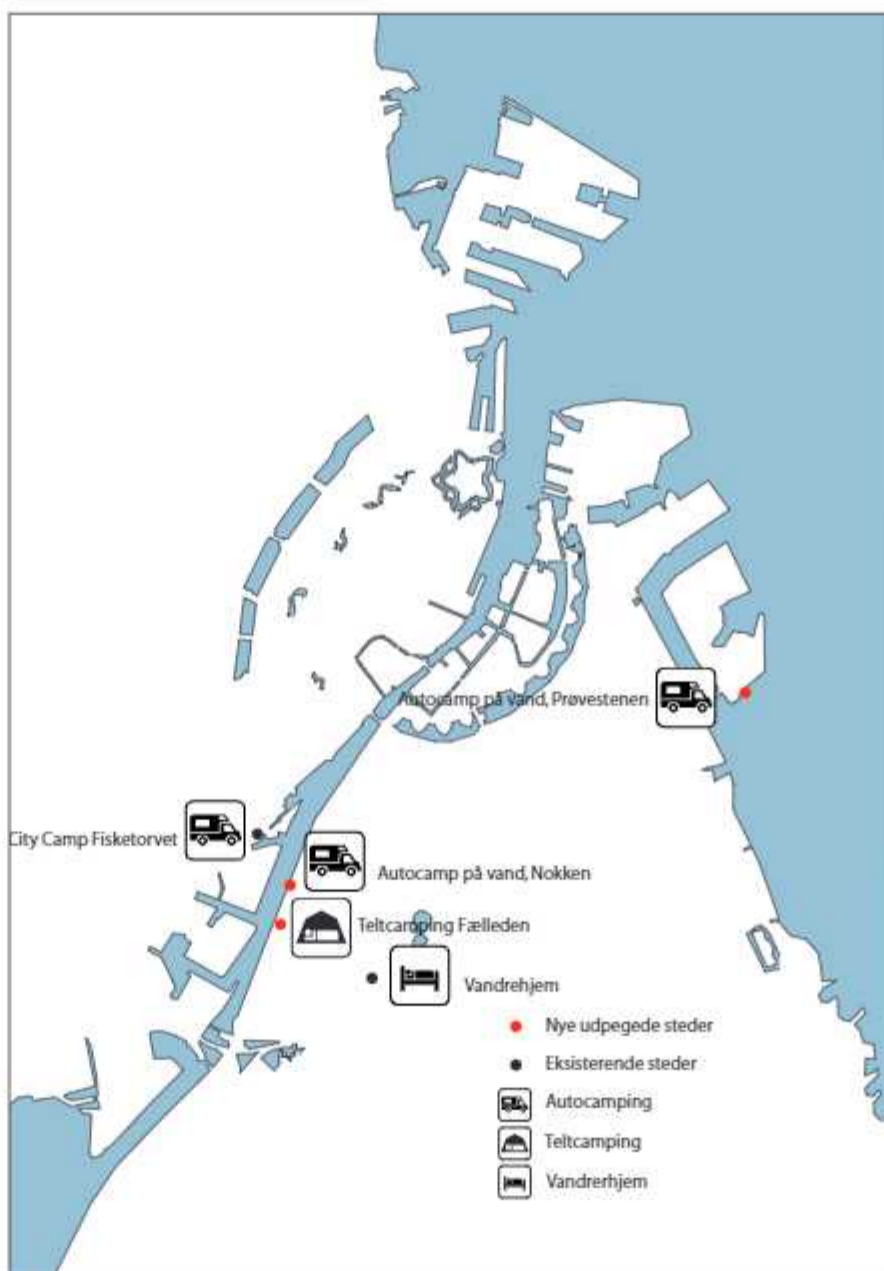 Autocamp på vand, Prøvestenen
City Camp Fisketorvet
Autocamp på vand, Nokken
Teltcamping Fælleden
Vandrehjem
Nye udpegede steder
Eksisterende steder
Autocamping
Teltcamping
Vandrerhjem